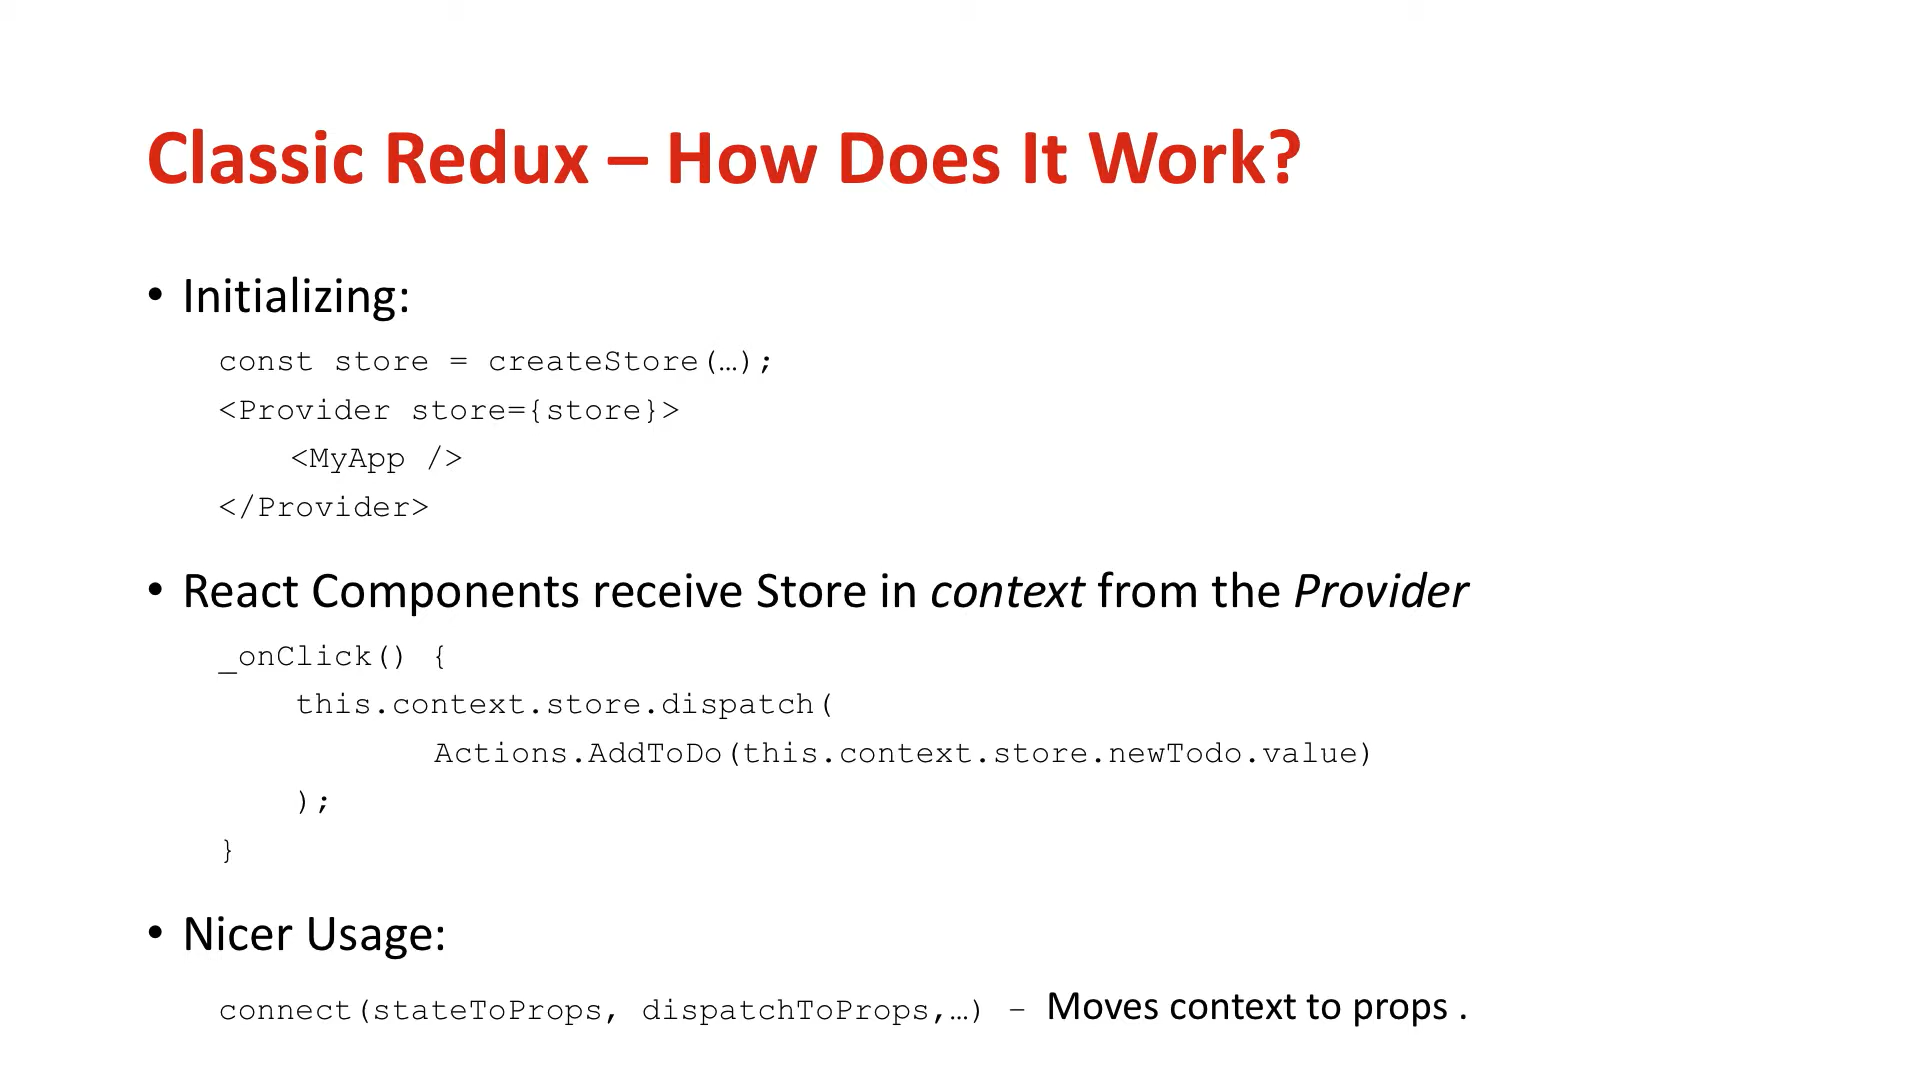 Classic Redux – How Does It Work?
• Initializing:
const store = createStore(…);
<Provider store={store}>
<MyApp />
</Provider>
• React Components receive Store in context from the Provider
_onClick() {
this.context.store.dispatch(
Actions.AddToDo(this.context.store.newTodo.value)
);
}
• Nicer Usage:
connect(stateToProps, dispatchToProps,…) – Moves context to props .